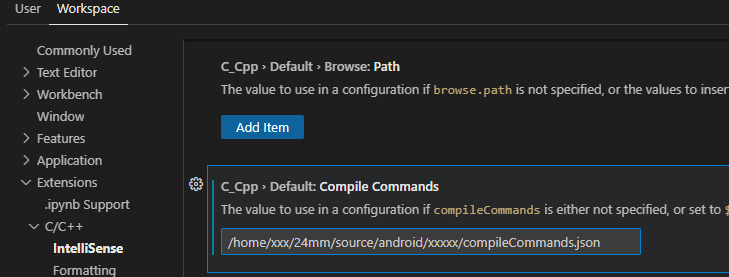 User Workspace
Commonly Used
Text Editor
Workbench
Window
Features
Application
Extensions
.ipynb Support
C/C++
IntelliSense
Formatting
C_Cpp › Default › Browse: Path
The value to use in a configuration if browse.path is not specified, or the values to inser
Add Item
C_Cpp › Default: Compile Commands
The value to use in a configuration if compileCommands is either not specified, or set to $
/home/xxx/24mm/source/android/xxxxx/compileCommands.json